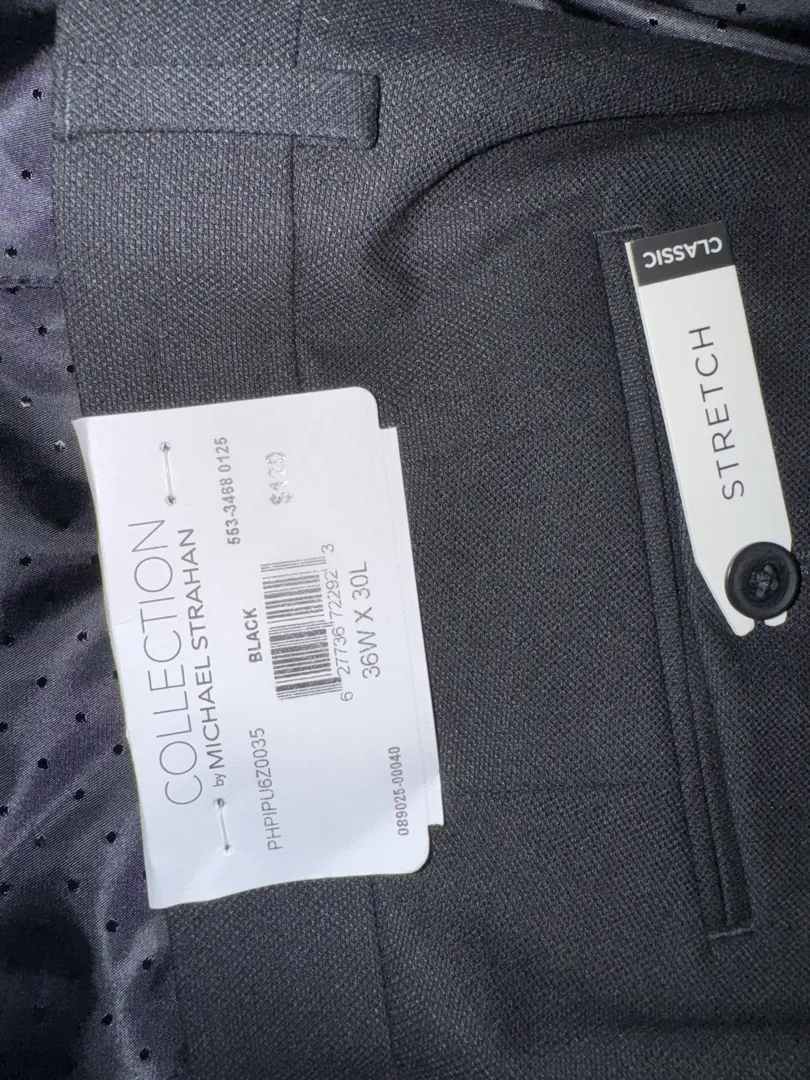 COLLECTION
by MICHAEL STRAHAN
PHPIPU6Z0035
BLACK
553-3468 0125
6 27736 72292 3
36W X 30L
089025-00040
CLASSIC
STRETCH